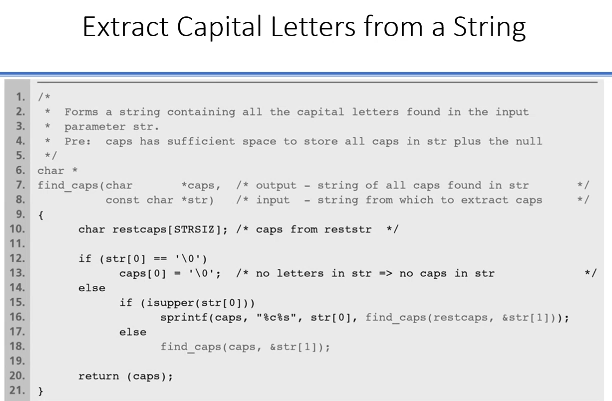 Extract Capital Letters from a String
1. /*
2.  *  Forms a string containing all the capital letters found in the input
3.  *  parameter str.
4.  *  Pre:  caps has sufficient space to store all caps in str plus the null
5.  */
6. char *
7. find_caps(char       *caps,  /* output - string of all caps found in str       */
8.           const char *str)   /* input  - string from which to extract caps     */
9. {
10.       char restcaps[STRSIZ]; /* caps from reststr  */
11.
12.       if (str[0] == '\0')
13.             caps[0] = '\0';  /* no letters in str => no caps in str             */
14.       else
15.             if (isupper(str[0]))
16.                   sprintf(caps, "%c%s", str[0], find_caps(restcaps, &str[1]));
17.             else
18.                   find_caps(caps, &str[1]);
19.
20.       return (caps);
21. }